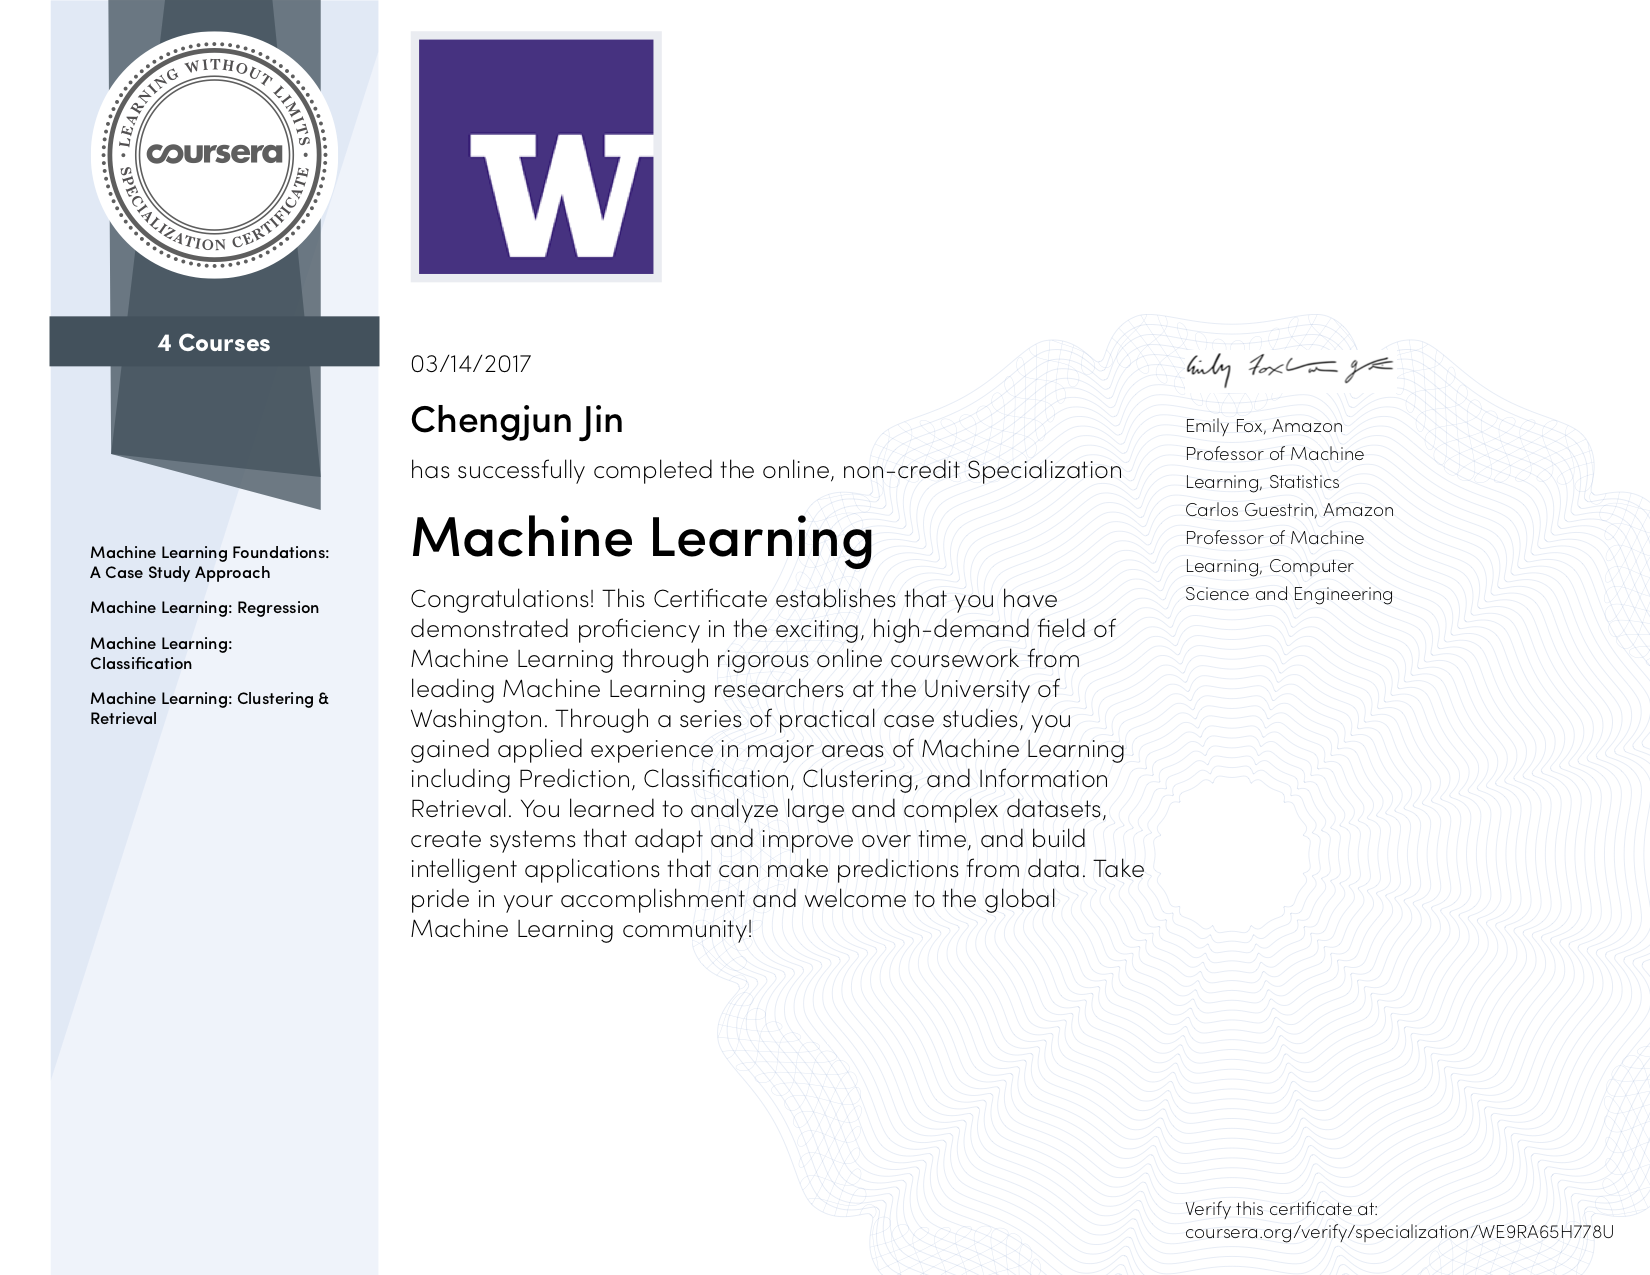 LEARNING WITHOUT LIMITS
coursera
SPECIALIZATION CERTIFICATE
4 Courses
Machine Learning Foundations:
A Case Study Approach
Machine Learning: Regression
Machine Learning:
Classification
Machine Learning: Clustering &
Retrieval
W
03/14/2017
Chengjun Jin
has successfully completed the online, non-credit Specialization
Machine Learning
Congratulations! This Certificate establishes that you have
demonstrated proficiency in the exciting, high-demand field of
Machine Learning through rigorous online coursework from
leading Machine Learning researchers at the University of
Washington. Through a series of practical case studies, you
gained applied experience in major areas of Machine Learning
including Prediction, Classification, Clustering, and Information
Retrieval. You learned to analyze large and complex datasets,
create systems that adapt and improve over time, and build
intelligent applications that can make predictions from data. Take
pride in your accomplishment and welcome to the global
Machine Learning community!
Emily Fox
Emily Fox, Amazon
Professor of Machine
Learning, Statistics
Carlos Guestrin, Amazon
Professor of Machine
Learning, Computer
Science and Engineering
Verify this certificate at:
coursera.org/verify/specialization/WE9RA65H778U